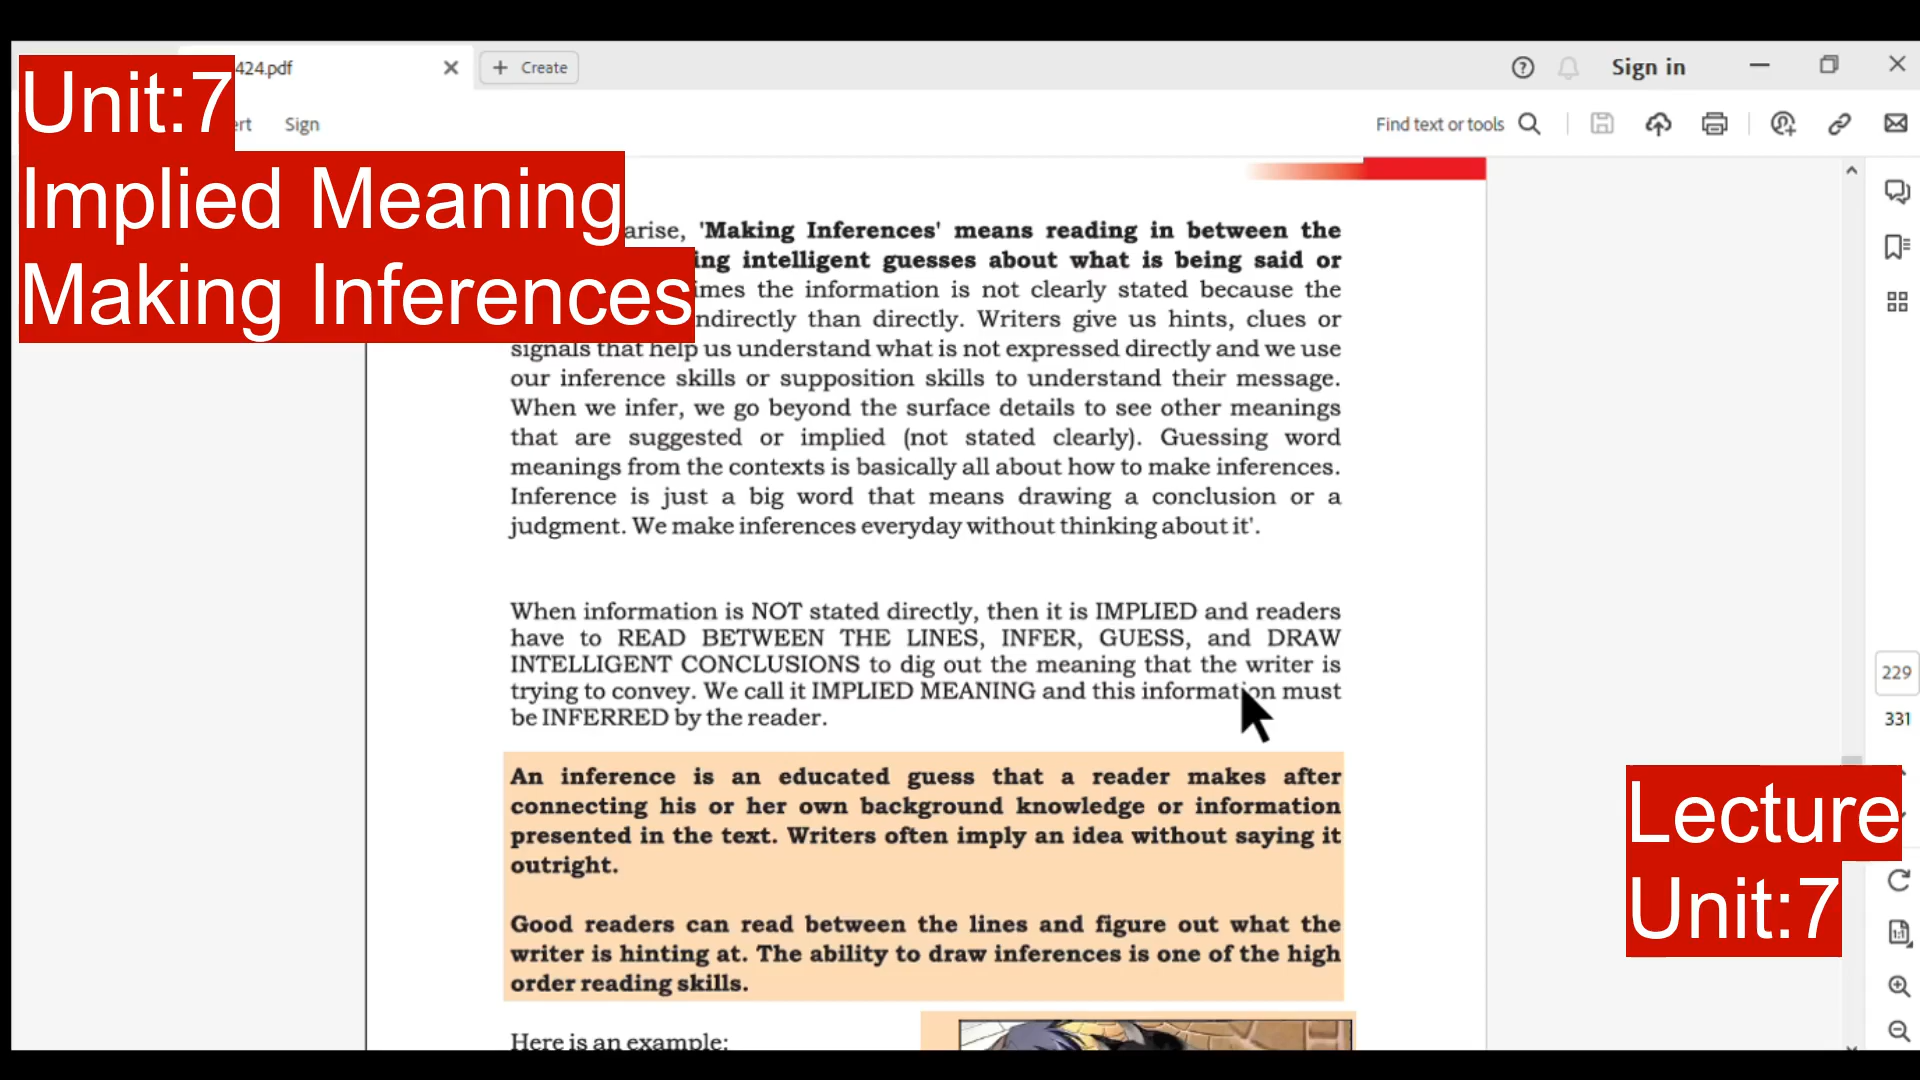 Unit:7
Implied Meaning
Making Inferences
424.pdf
Create
Sign in
ert
Sign
Find text or tools
arise, 'Making Inferences' means reading in between the
ing intelligent guesses about what is being said or
imes the information is not clearly stated because the
ndirectly than directly. Writers give us hints, clues or
signals that help us understand what is not expressed directly and we use
our inference skills or supposition skills to understand their message.
When we infer, we go beyond the surface details to see other meanings
that are suggested or implied (not stated clearly). Guessing word
meanings from the contexts is basically all about how to make inferences.
Inference is just a big word that means drawing a conclusion or a
judgment. We make inferences everyday without thinking about it'.
When information is NOT stated directly, then it is IMPLIED and readers
have to READ BETWEEN THE LINES, INFER, GUESS, and DRAW
INTELLIGENT CONCLUSIONS to dig out the meaning that the writer is
trying to convey. We call it IMPLIED MEANING and this information must
be INFERRED by the reader.
An inference is an educated guess that a reader makes after
connecting his or her own background knowledge or information
presented in the text. Writers often imply an idea without saying it
outright.
Good readers can read between the lines and figure out what the
writer is hinting at. The ability to draw inferences is one of the high
order reading skills.
Here is an example:
229
331
Lecture
Unit:7